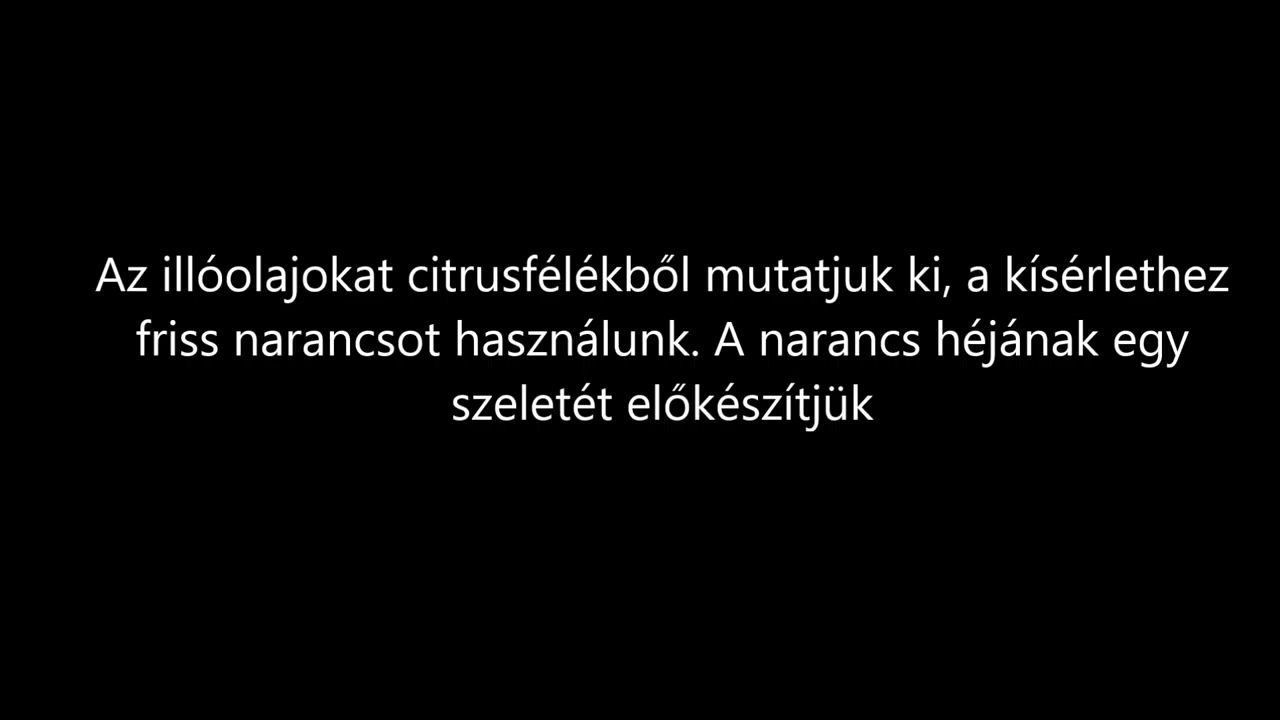 Az illóolajokat citrusfélékből mutatjuk ki, a kísérlethez
friss narancsot használunk. A narancs héjának egy
szeletét előkészítjük